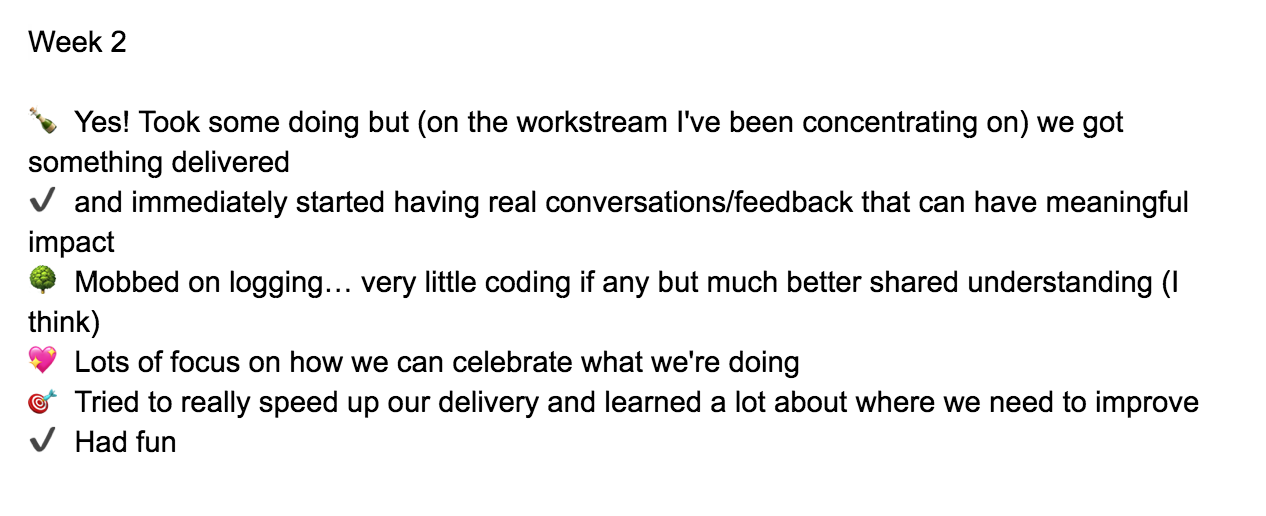 Week 2
🍾 Yes! Took some doing but (on the workstream I've been concentrating on) we got
something delivered
✔️ and immediately started having real conversations/feedback that can have meaningful
impact
🌳 Mobbed on logging… very little coding if any but much better shared understanding (I
think)
💖 Lots of focus on how we can celebrate what we're doing
🎯 Tried to really speed up our delivery and learned a lot about where we need to improve
✔️ Had fun